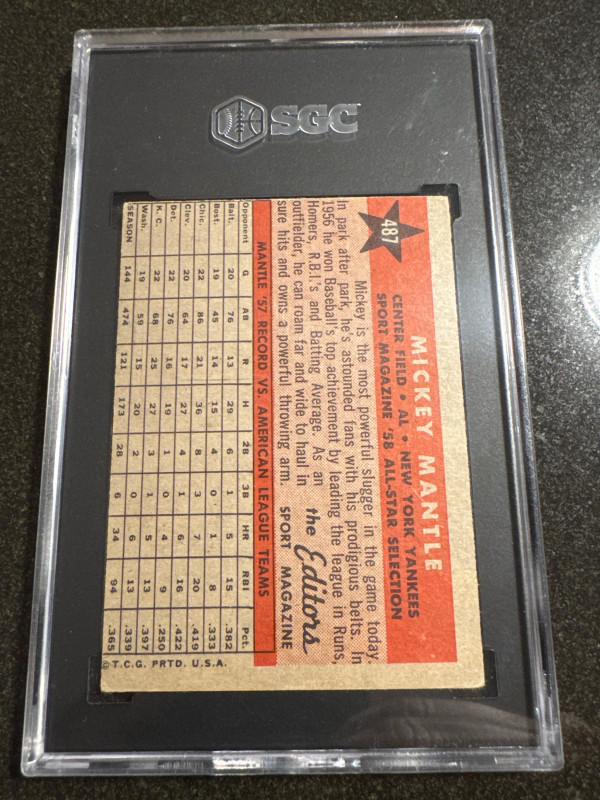 SGC
487
MICKEY MANTLE
CENTER FIELD • AL • NEW YORK YANKEES
SPORT MAGAZINE '58 ALL-STAR SELECTION
Mickey is the most powerful slugger in the game today.
In park after park, he's astounded fans with his prodigious belts. In
1956 he won Baseball's top achievement by leading the league in Runs,
Homers, R.B.I.'s and Batting Average. As an
outfielder, he can roam far and wide to haul in
sure hits and owns a powerful throwing arm.
the Editors
SPORT MAGAZINE
MANTLE '57 RECORD VS. AMERICAN LEAGUE TEAMS
Opponent G AB R H 2B 3B HR RBI Pct.
Balt. 20 76 13 29 6 1 5 15 .382
Bost. 19 45 14 15 4 0 1 8 .333
Chic. 22 86 21 36 8 3 7 20 .419
Clev. 20 64 17 27 4 1 6 16 .422
Det. 22 76 16 19 1 0 4 9 .250
K. C. 22 68 25 27 3 1 5 13 .397
Wash. 19 59 15 20 2 0 6 13 .339
SEASON 144 474 121 173 28 6 34 94 .365
© T.C.G. PRTD. U.S.A.